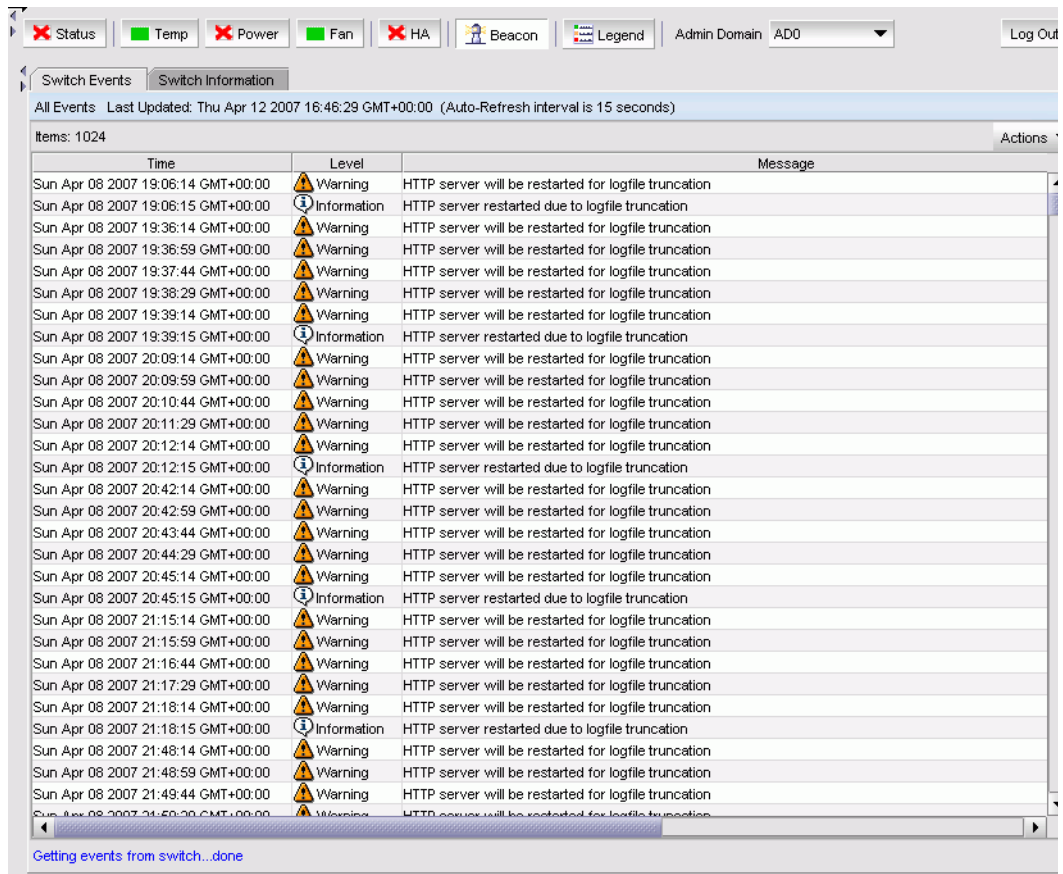 Status Temp Power Fan HA Beacon Legend Admin Domain AD0 Log Out
Switch Events Switch Information
All Events Last Updated: Thu Apr 12 2007 16:46:29 GMT+00:00 (Auto-Refresh interval is 15 seconds)
Items: 1024 Actions
Time Level Message
Sun Apr 08 2007 19:06:14 GMT+00:00 Warning HTTP server will be restarted for logfile truncation
Sun Apr 08 2007 19:06:15 GMT+00:00 Information HTTP server restarted due to logfile truncation
Sun Apr 08 2007 19:36:14 GMT+00:00 Warning HTTP server will be restarted for logfile truncation
Sun Apr 08 2007 19:36:59 GMT+00:00 Warning HTTP server will be restarted for logfile truncation
Sun Apr 08 2007 19:37:44 GMT+00:00 Warning HTTP server will be restarted for logfile truncation
Sun Apr 08 2007 19:38:29 GMT+00:00 Warning HTTP server will be restarted for logfile truncation
Sun Apr 08 2007 19:39:14 GMT+00:00 Warning HTTP server will be restarted for logfile truncation
Sun Apr 08 2007 19:39:15 GMT+00:00 Information HTTP server restarted due to logfile truncation
Sun Apr 08 2007 20:09:14 GMT+00:00 Warning HTTP server will be restarted for logfile truncation
Sun Apr 08 2007 20:09:59 GMT+00:00 Warning HTTP server will be restarted for logfile truncation
Sun Apr 08 2007 20:10:44 GMT+00:00 Warning HTTP server will be restarted for logfile truncation
Sun Apr 08 2007 20:11:29 GMT+00:00 Warning HTTP server will be restarted for logfile truncation
Sun Apr 08 2007 20:12:14 GMT+00:00 Warning HTTP server will be restarted for logfile truncation
Sun Apr 08 2007 20:12:15 GMT+00:00 Information HTTP server restarted due to logfile truncation
Sun Apr 08 2007 20:42:14 GMT+00:00 Warning HTTP server will be restarted for logfile truncation
Sun Apr 08 2007 20:42:59 GMT+00:00 Warning HTTP server will be restarted for logfile truncation
Sun Apr 08 2007 20:43:44 GMT+00:00 Warning HTTP server will be restarted for logfile truncation
Sun Apr 08 2007 20:44:29 GMT+00:00 Warning HTTP server will be restarted for logfile truncation
Sun Apr 08 2007 20:45:14 GMT+00:00 Warning HTTP server will be restarted for logfile truncation
Sun Apr 08 2007 20:45:15 GMT+00:00 Information HTTP server restarted due to logfile truncation
Sun Apr 08 2007 21:15:14 GMT+00:00 Warning HTTP server will be restarted for logfile truncation
Sun Apr 08 2007 21:15:59 GMT+00:00 Warning HTTP server will be restarted for logfile truncation
Sun Apr 08 2007 21:16:44 GMT+00:00 Warning HTTP server will be restarted for logfile truncation
Sun Apr 08 2007 21:17:29 GMT+00:00 Warning HTTP server will be restarted for logfile truncation
Sun Apr 08 2007 21:18:14 GMT+00:00 Warning HTTP server will be restarted for logfile truncation
Sun Apr 08 2007 21:18:15 GMT+00:00 Information HTTP server restarted due to logfile truncation
Sun Apr 08 2007 21:48:14 GMT+00:00 Warning HTTP server will be restarted for logfile truncation
Sun Apr 08 2007 21:48:59 GMT+00:00 Warning HTTP server will be restarted for logfile truncation
Sun Apr 08 2007 21:49:44 GMT+00:00 Warning HTTP server will be restarted for logfile truncation
Getting events from switch...done